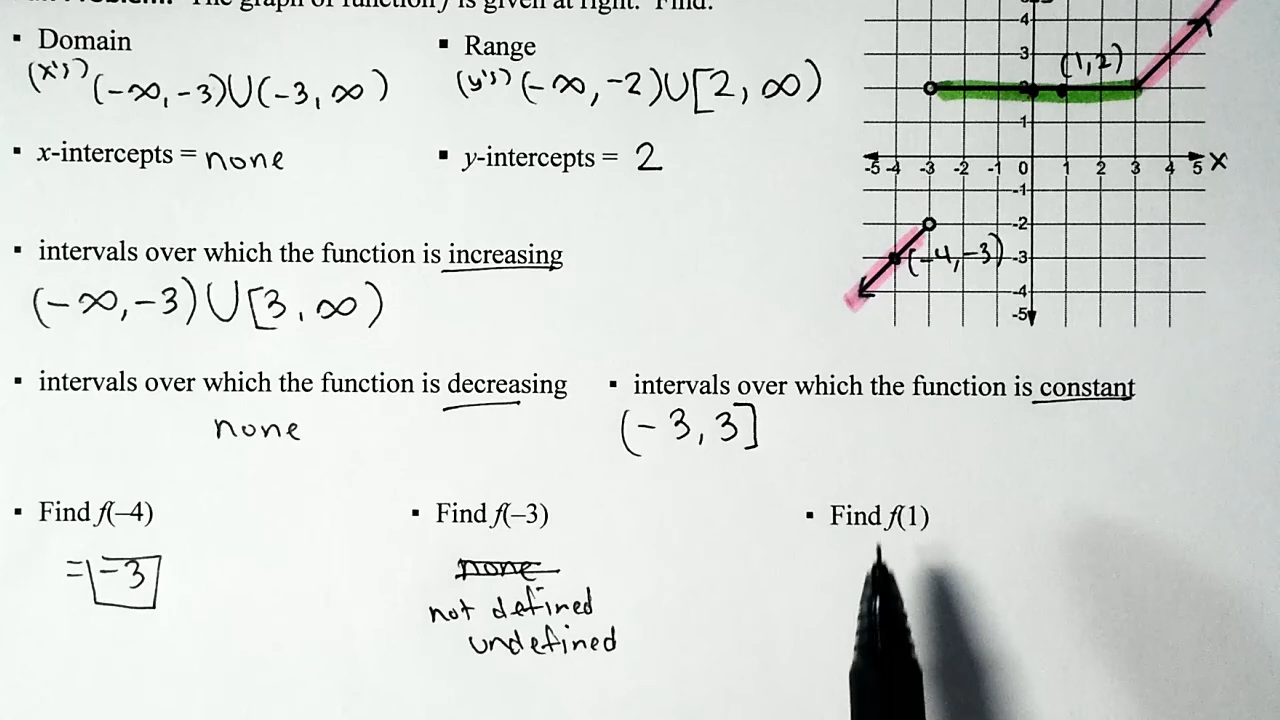 The graph of function f is given at right. Find:
▪ Domain
(x's) (-∞, -3) ∪ (-3, ∞)
▪ Range
(y's) (-∞, -2) ∪ [2, ∞)
▪ x-intercepts = none
▪ y-intercepts = 2
▪ intervals over which the function is increasing
(-∞, -3) ∪ [3, ∞)
▪ intervals over which the function is decreasing
none
▪ intervals over which the function is constant
(-3, 3]
▪ Find f(–4)
= -3
▪ Find f(–3)
none
not defined
undefined
▪ Find f(1)
4
3
(1,2)
1
-5 -4 -3 -2 -1 0 1 2 3 4 5 X
-1
-2
(-4,-3) -3
-4
-5